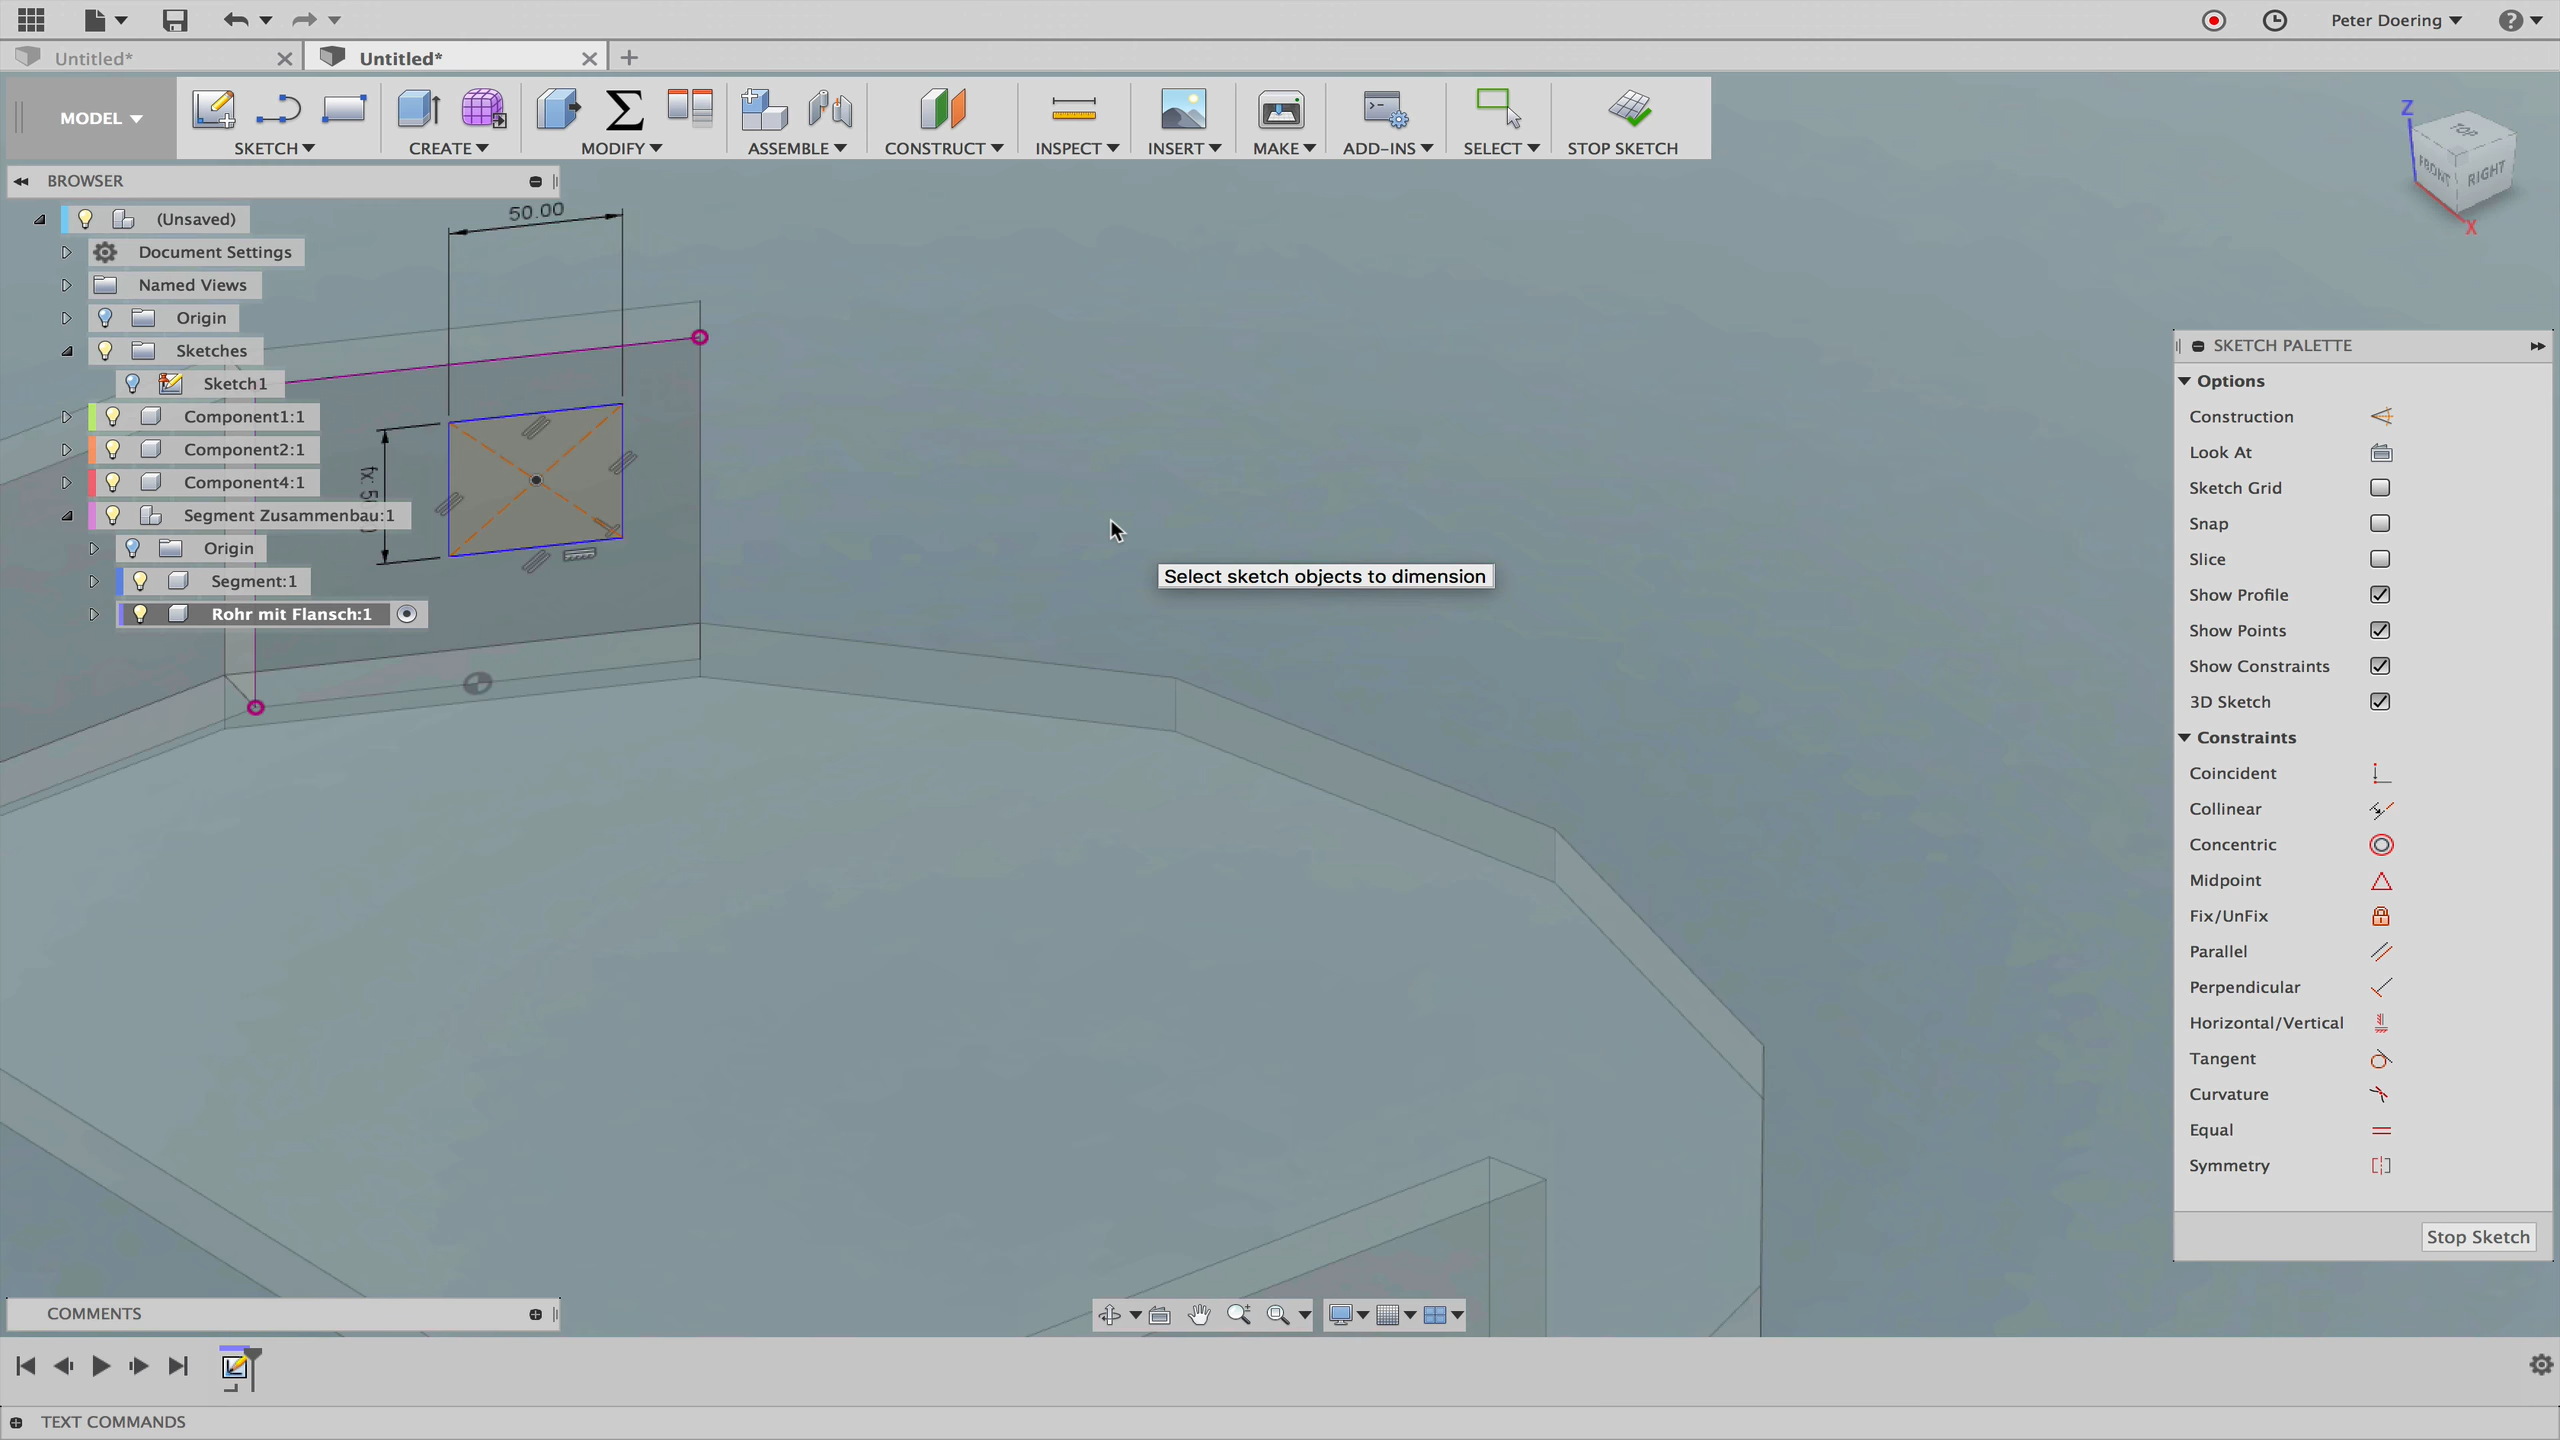 Peter Doering
Untitled*
Untitled*
MODEL
SKETCH
CREATE
MODIFY
ASSEMBLE
CONSTRUCT
INSPECT
INSERT
MAKE
ADD-INS
SELECT
STOP SKETCH
Z
TOP
FRONT
RIGHT
X
BROWSER
(Unsaved)
Document Settings
Named Views
Origin
Sketches
Sketch1
Component1:1
Component2:1
Component4:1
Segment Zusammenbau:1
Origin
Segment:1
Rohr mit Flansch:1
50.00
Select sketch objects to dimension
SKETCH PALETTE
Options
Construction
Look At
Sketch Grid
Snap
Slice
Show Profile
Show Points
Show Constraints
3D Sketch
Constraints
Coincident
Collinear
Concentric
Midpoint
Fix/UnFix
Parallel
Perpendicular
Horizontal/Vertical
Tangent
Curvature
Equal
Symmetry
Stop Sketch
COMMENTS
TEXT COMMANDS